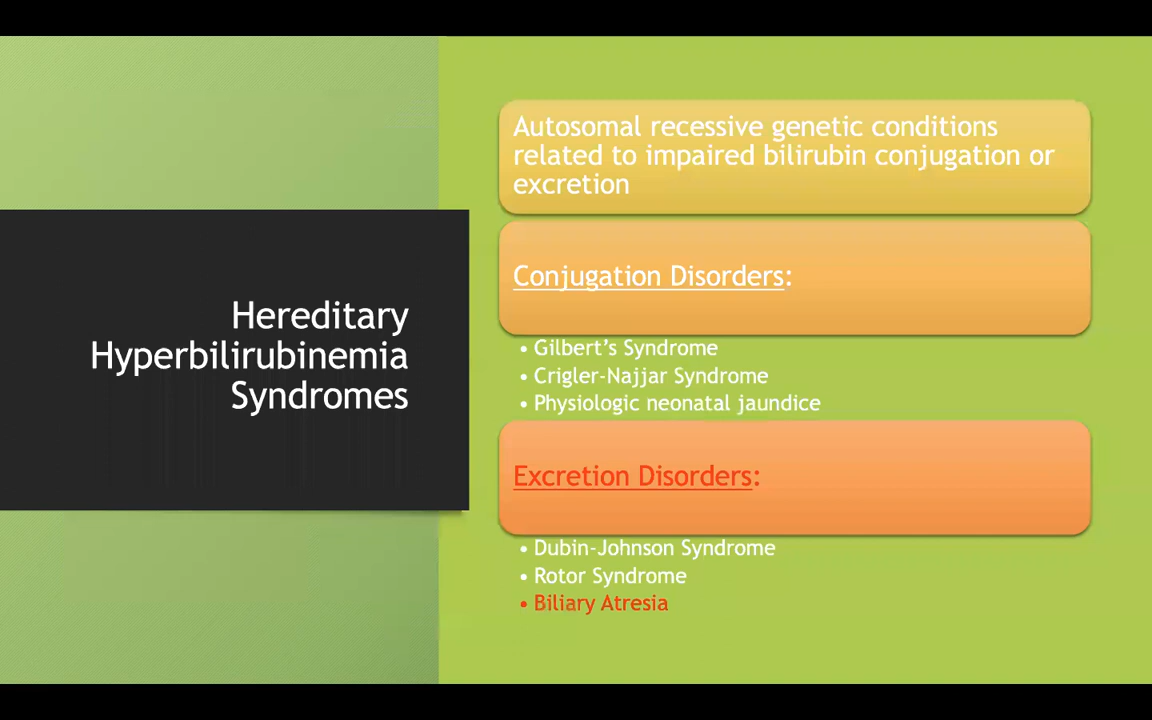 Hereditary
Hyperbilirubinemia
Syndromes
Autosomal recessive genetic conditions
related to impaired bilirubin conjugation or
excretion
Conjugation Disorders:
• Gilbert’s Syndrome
• Crigler-Najjar Syndrome
• Physiologic neonatal jaundice
Excretion Disorders:
• Dubin-Johnson Syndrome
• Rotor Syndrome
• Biliary Atresia